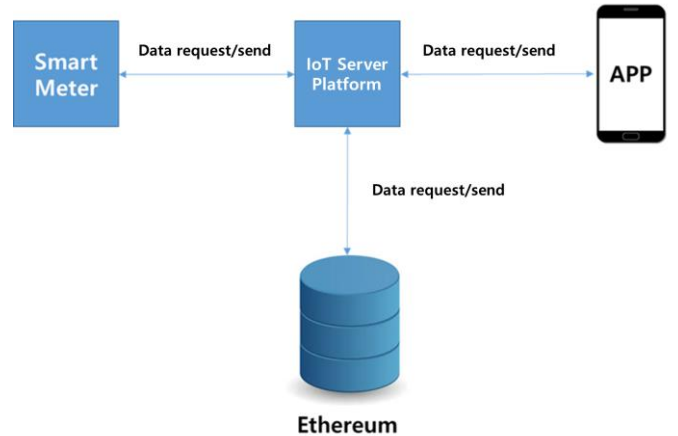 Smart
Meter
Data request/send
IoT Server
Platform
Data request/send
APP
Data request/send
Ethereum